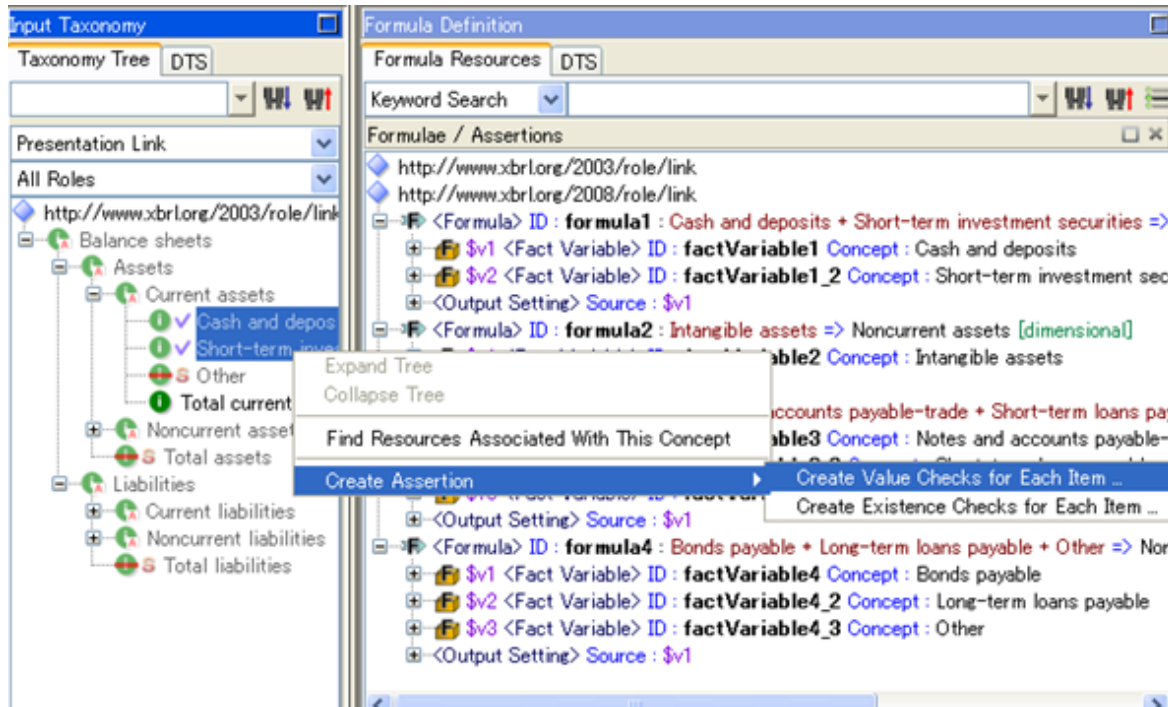 Input Taxonomy
Taxonomy Tree DTS
Presentation Link
All Roles
http://www.xbrl.org/2003/role/link
Balance sheets
Assets
Current assets
Cash and depos
Short-term inves
S Other
Total current
Noncurrent asset
S Total assets
Liabilities
Current liabilities
Noncurrent liabilities
S Total liabilities
Formula Definition
Formula Resources DTS
Keyword Search
Formulae / Assertions
http://www.xbrl.org/2003/role/link
http://www.xbrl.org/2008/role/link
F <Formula> ID : formula1 : Cash and deposits + Short-term investment securities =>
F $v1 <Fact Variable> ID : factVariable1 Concept : Cash and deposits
F $v2 <Fact Variable> ID : factVariable1_2 Concept : Short-term investment sec
<Output Setting> Source : $v1
F <Formula> ID : formula2 : Intangible assets => Noncurrent assets [dimensional]
able2 Concept : Intangible assets
accounts payable-trade + Short-term loans pay
able3 Concept : Notes and accounts payable-
<Output Setting> Source : $v1
F <Formula> ID : formula4 : Bonds payable + Long-term loans payable + Other => Nor
F $v1 <Fact Variable> ID : factVariable4 Concept : Bonds payable
F $v2 <Fact Variable> ID : factVariable4_2 Concept : Long-term loans payable
F $v3 <Fact Variable> ID : factVariable4_3 Concept : Other
<Output Setting> Source : $v1
Expand Tree
Collapse Tree
Find Resources Associated With This Concept
Create Assertion
Create Value Checks for Each Item ...
Create Existence Checks for Each Item ...